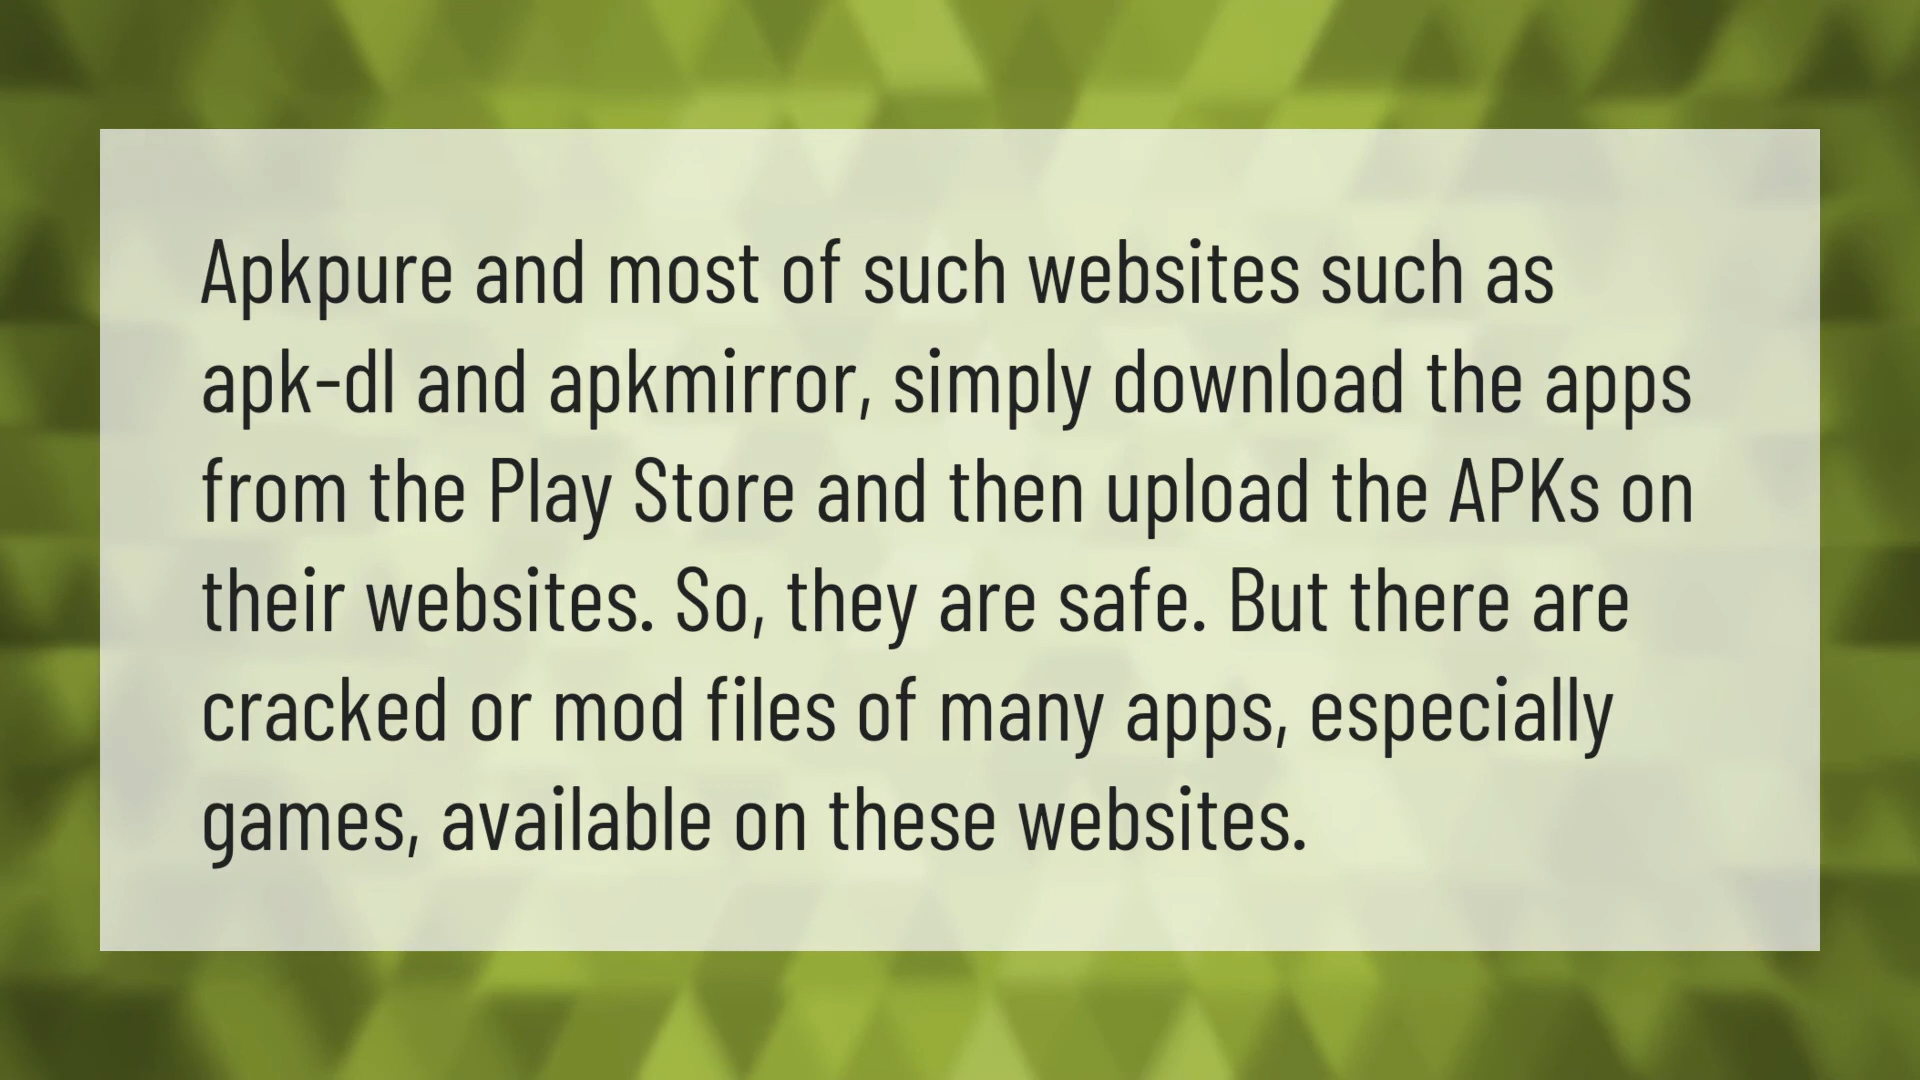 Apkpure and most of such websites such as
apk-dl and apkmirror, simply download the apps
from the Play Store and then upload the APKs on
their websites. So, they are safe. But there are
cracked or mod files of many apps, especially
games, available on these websites.